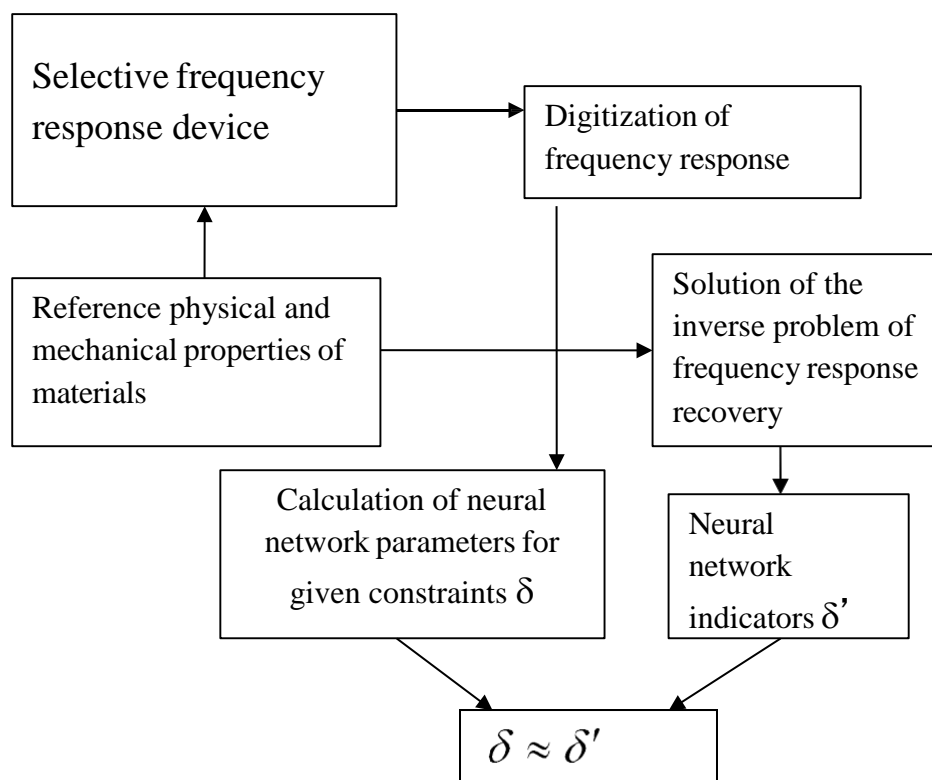 Selective frequency
response device
Digitization of
frequency response
Reference physical and
mechanical properties of
materials
Solution of the
inverse problem of
frequency response
recovery
Calculation of neural
network parameters for
given constraints δ
Neural
network
indicators δ’
δ ≈ δ′